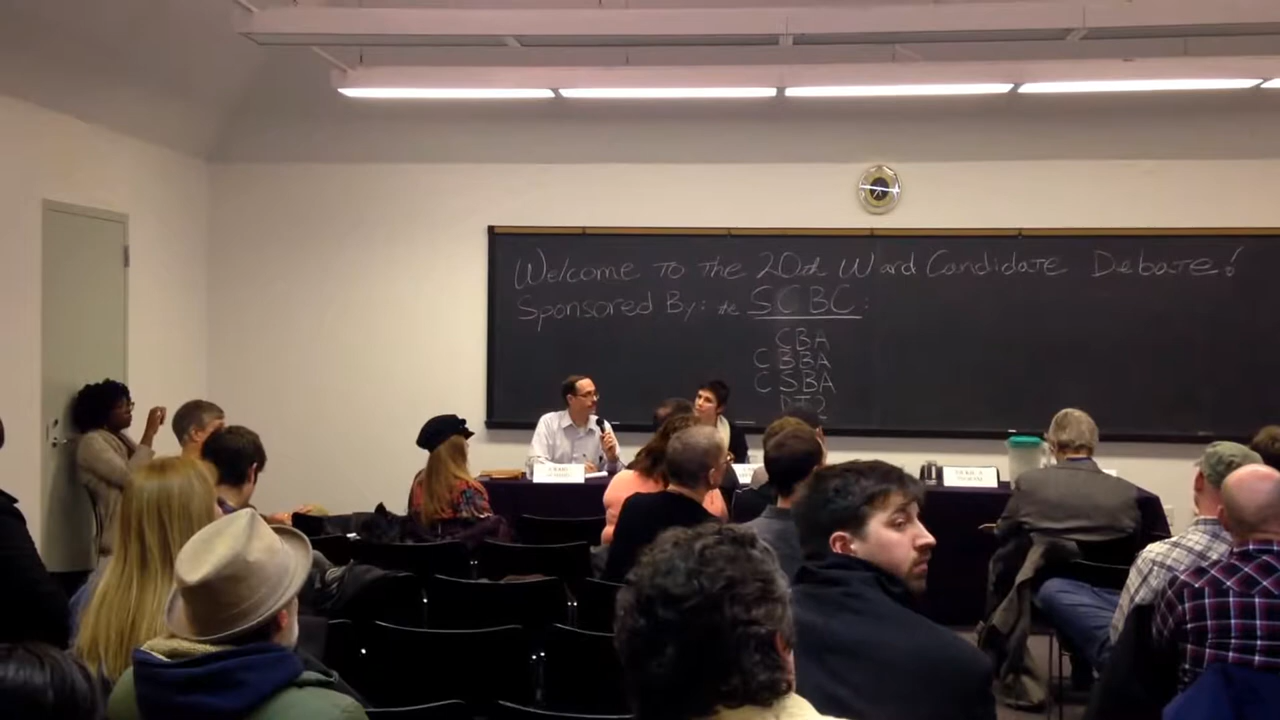 Welcome To The 20th Ward Candidate Debate!
Sponsored By: the SCBC:
CBA
CBBA
CSBA